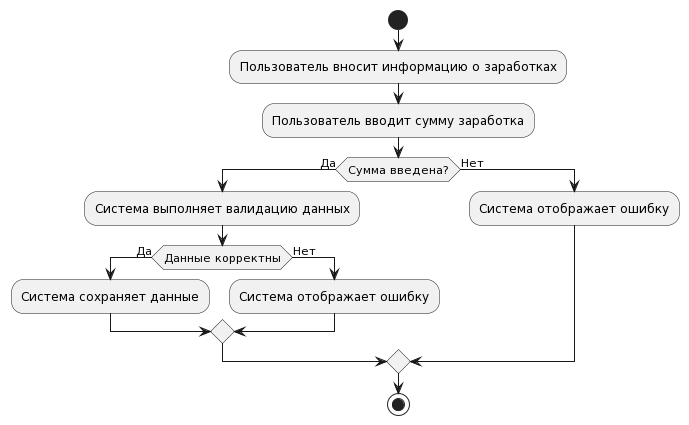 Пользователь вносит информацию о заработках
Пользователь вводит сумму заработка
Да
Сумма введена?
Нет
Система выполняет валидацию данных
Система отображает ошибку
Да
Данные корректны
Нет
Система сохраняет данные
Система отображает ошибку